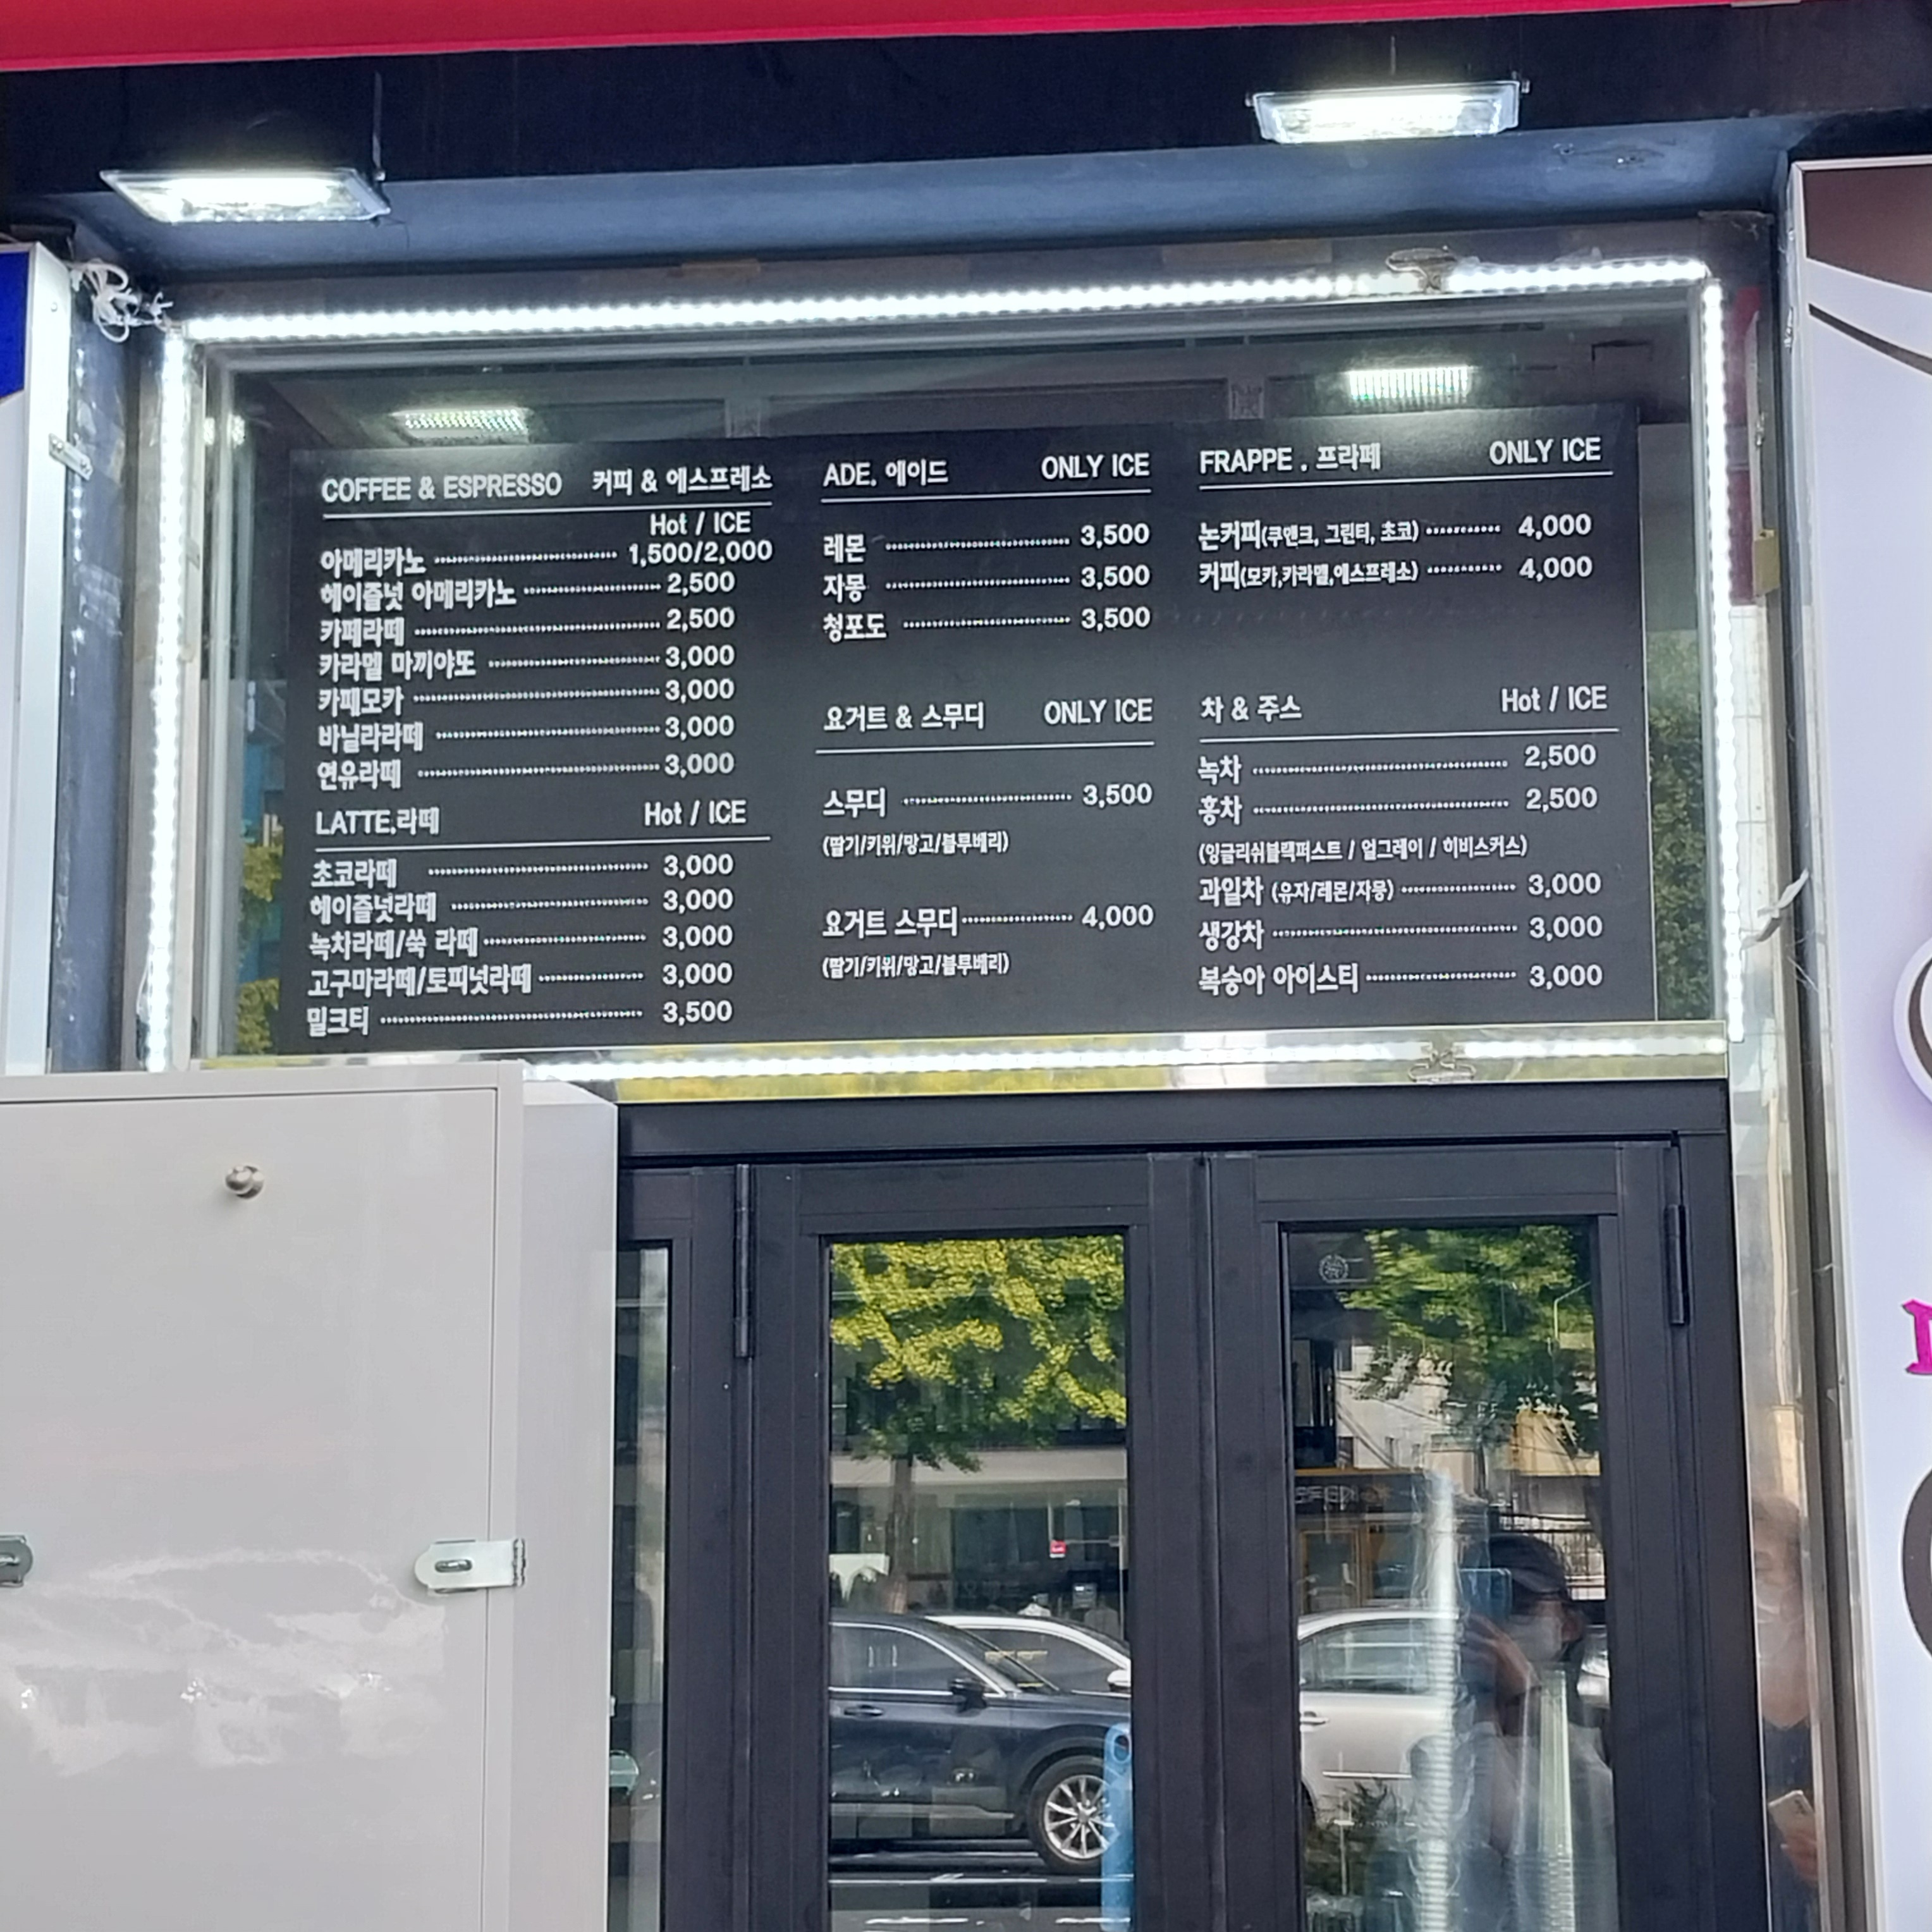 COFFEE & ESPRESSO 커피 & 에스프레소
Hot / ICE
아메리카노 1,500/2,000
헤이즐넛 아메리카노 2,500
카페라떼 2,500
카라멜 마끼야또 3,000
카페모카 3,000
바닐라라떼 3,000
연유라떼 3,000
LATTE.라떼 Hot / ICE
초코라떼 3,000
헤이즐넛라떼 3,000
녹차라떼/쑥 라떼 3,000
고구마라떼/토피넛라떼 3,000
밀크티 3,500
ADE. 에이드 ONLY ICE
레몬 3,500
자몽 3,500
청포도 3,500
요거트 & 스무디 ONLY ICE
스무디 3,500
(딸기/키위/망고/블루베리)
요거트 스무디 4,000
(딸기/키위/망고/블루베리)
FRAPPE . 프라페 ONLY ICE
논커피(쿠앤크, 그린티, 초코) 4,000
커피(모카,카라멜,에스프레소) 4,000
차 & 주스 Hot / ICE
녹차 2,500
홍차 2,500
(잉글리쉬블랙퍼스트 / 얼그레이 / 히비스커스)
과일차 (유자/레몬/자몽) 3,000
생강차 3,000
복숭아 아이스티 3,000